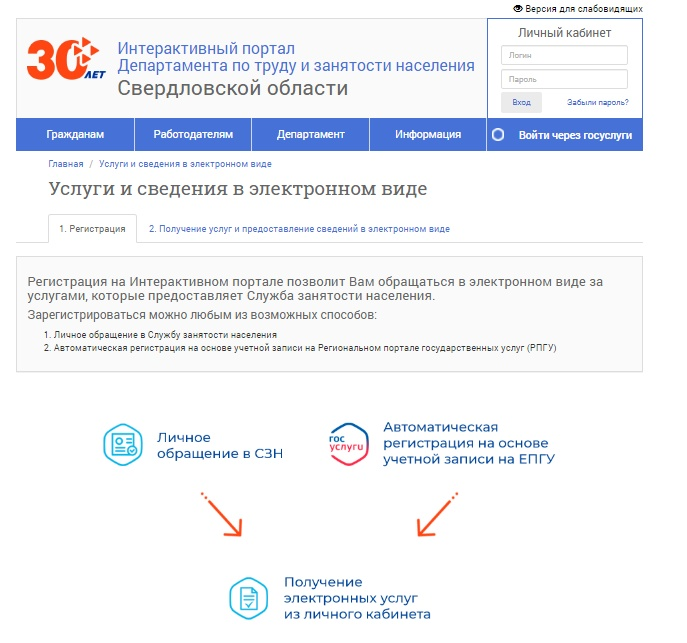 Версия для слабовидящих
30 ЛЕТ
Интерактивный портал
Департамента по труду и занятости населения
Свердловской области
Личный кабинет
Логин
Пароль
Вход Забыли пароль?
Гражданам Работодателям Департамент Информация Войти через госуслуги
Главная / Услуги и сведения в электронном виде
Услуги и сведения в электронном виде
1. Регистрация 2. Получение услуг и предоставление сведений в электронном виде
Регистрация на Интерактивном портале позволит Вам обращаться в электронном виде за
услугами, которые предоставляет Служба занятости населения.
Зарегистрироваться можно любым из возможных способов:
1. Личное обращение в Службу занятости населения
2. Автоматическая регистрация на основе учетной записи на Региональном портале государственных услуг (РПГУ)
Личное
обращение в СЗН
гос
услуги
Автоматическая
регистрация на основе
учетной записи на ЕПГУ
Получение
электронных услуг
из личного кабинета